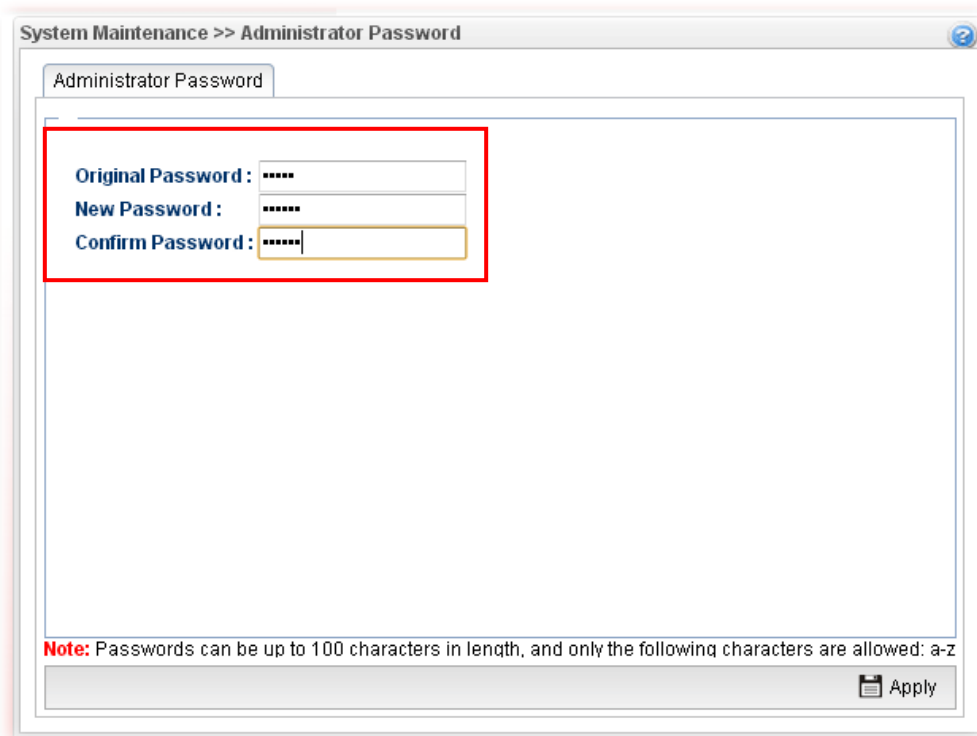 System Maintenance >> Administrator Password
Administrator Password
Original Password : •••••
New Password : ••••••
Confirm Password : ••••••
Note: Passwords can be up to 100 characters in length, and only the following characters are allowed: a-z
Apply